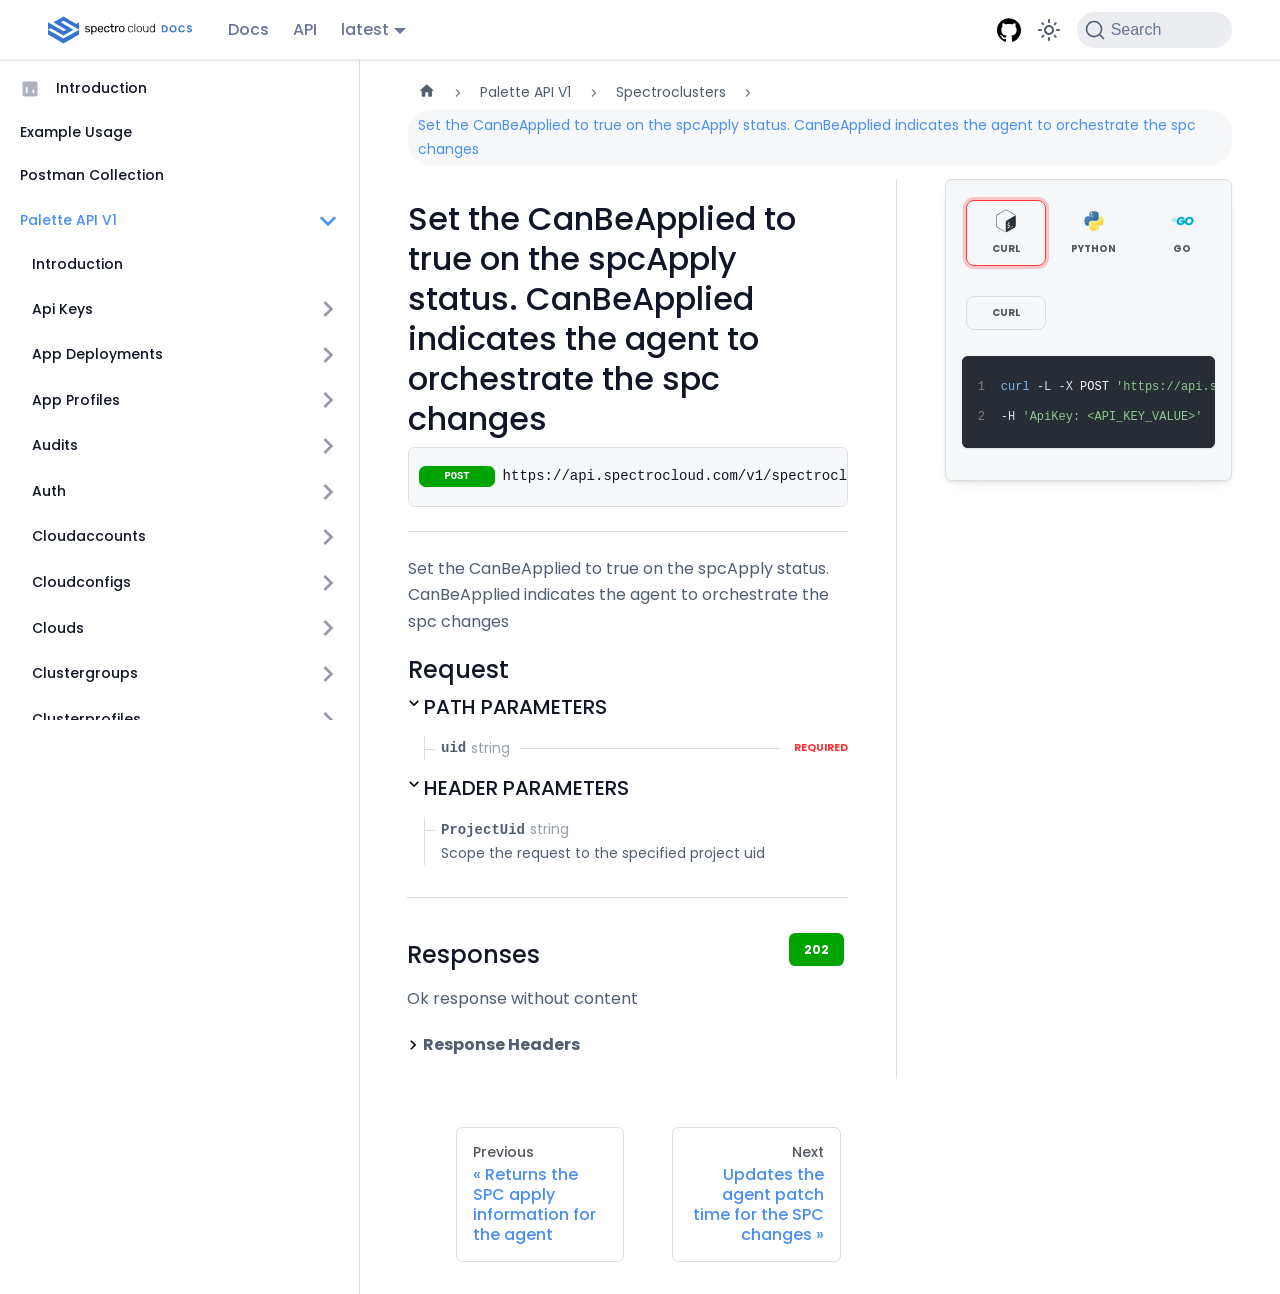 spectro cloud DOCS
Docs
API
latest
Search
Introduction
Example Usage
Postman Collection
Palette API V1
Introduction
Api Keys
App Deployments
App Profiles
Audits
Auth
Cloudaccounts
Cloudconfigs
Clouds
Clustergroups
Clusterprofiles
Palette API V1
Spectroclusters
Set the CanBeApplied to true on the spcApply status. CanBeApplied indicates the agent to orchestrate the spc
changes
Set the CanBeApplied to
true on the spcApply
status. CanBeApplied
indicates the agent to
orchestrate the spc
changes
POST https://api.spectrocloud.com/v1/spectrocl
Set the CanBeApplied to true on the spcApply status.
CanBeApplied indicates the agent to orchestrate the
spc changes
Request
PATH PARAMETERS
uid string REQUIRED
HEADER PARAMETERS
ProjectUid string
Scope the request to the specified project uid
Responses
202
Ok response without content
Response Headers
CURL
PYTHON
GO
CURL
1 curl -L -X POST 'https://api.s
2 -H 'ApiKey: <API_KEY_VALUE>'
Previous
« Returns the
SPC apply
information for
the agent
Next
Updates the
agent patch
time for the SPC
changes »